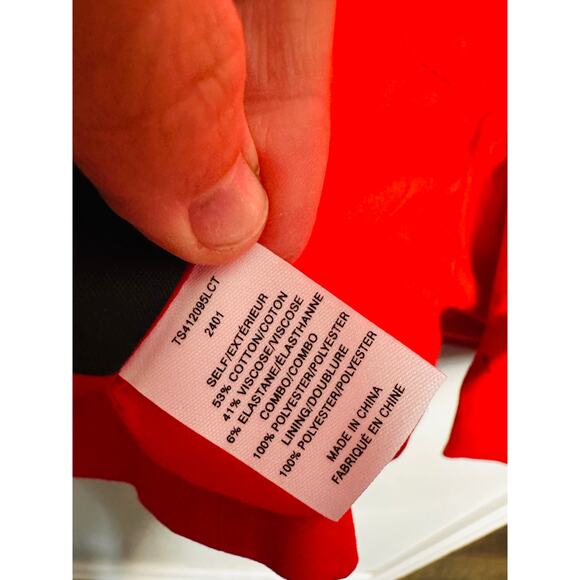 TS412095LCT
2401
SELF/EXTÉRIEUR
53% COTTON/COTON
41% VISCOSE/VISCOSE
6% ELASTANE/ÉLASTHANNE
COMBO/COMBO
100% POLYESTER/POLYESTER
LINING/DOUBLURE
100% POLYESTER/POLYESTER
MADE IN CHINA
FABRIQUÉ EN CHINE